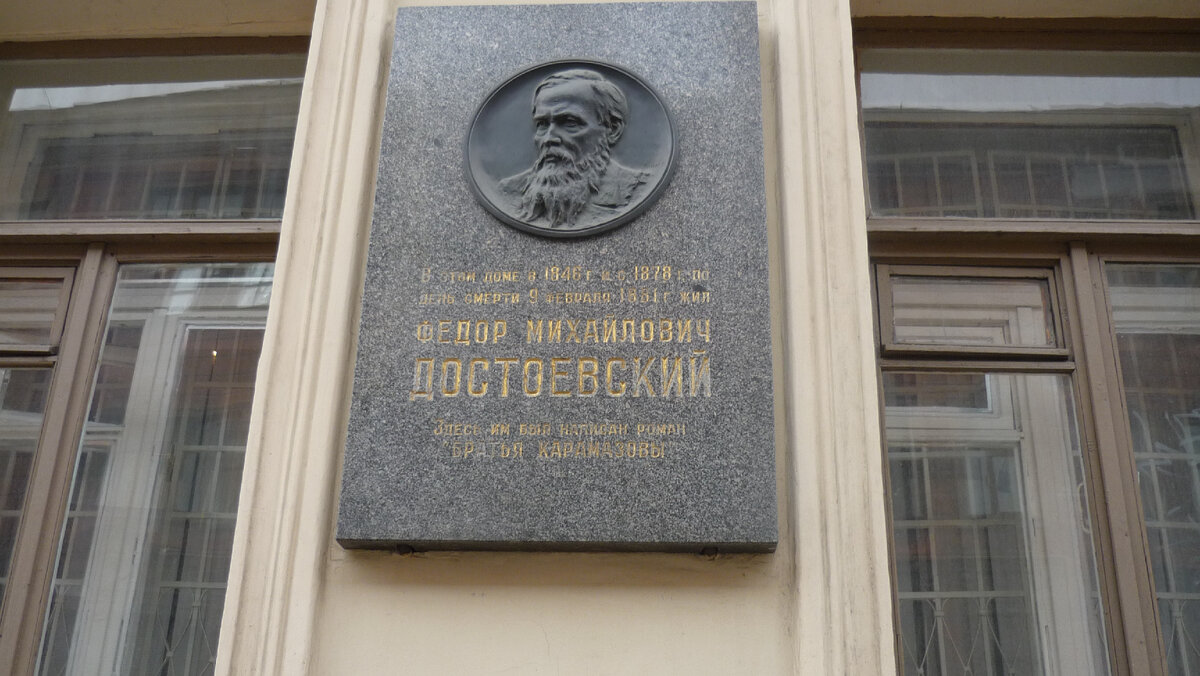 В этом доме в 1846 г. и с 1878 г. по
день смерти 9 февраля 1881 г. жил
ФЕДОР МИХАЙЛОВИЧ
ДОСТОЕВСКИЙ
Здесь им был написан роман
"БРАТЬЯ КАРАМАЗОВЫ"